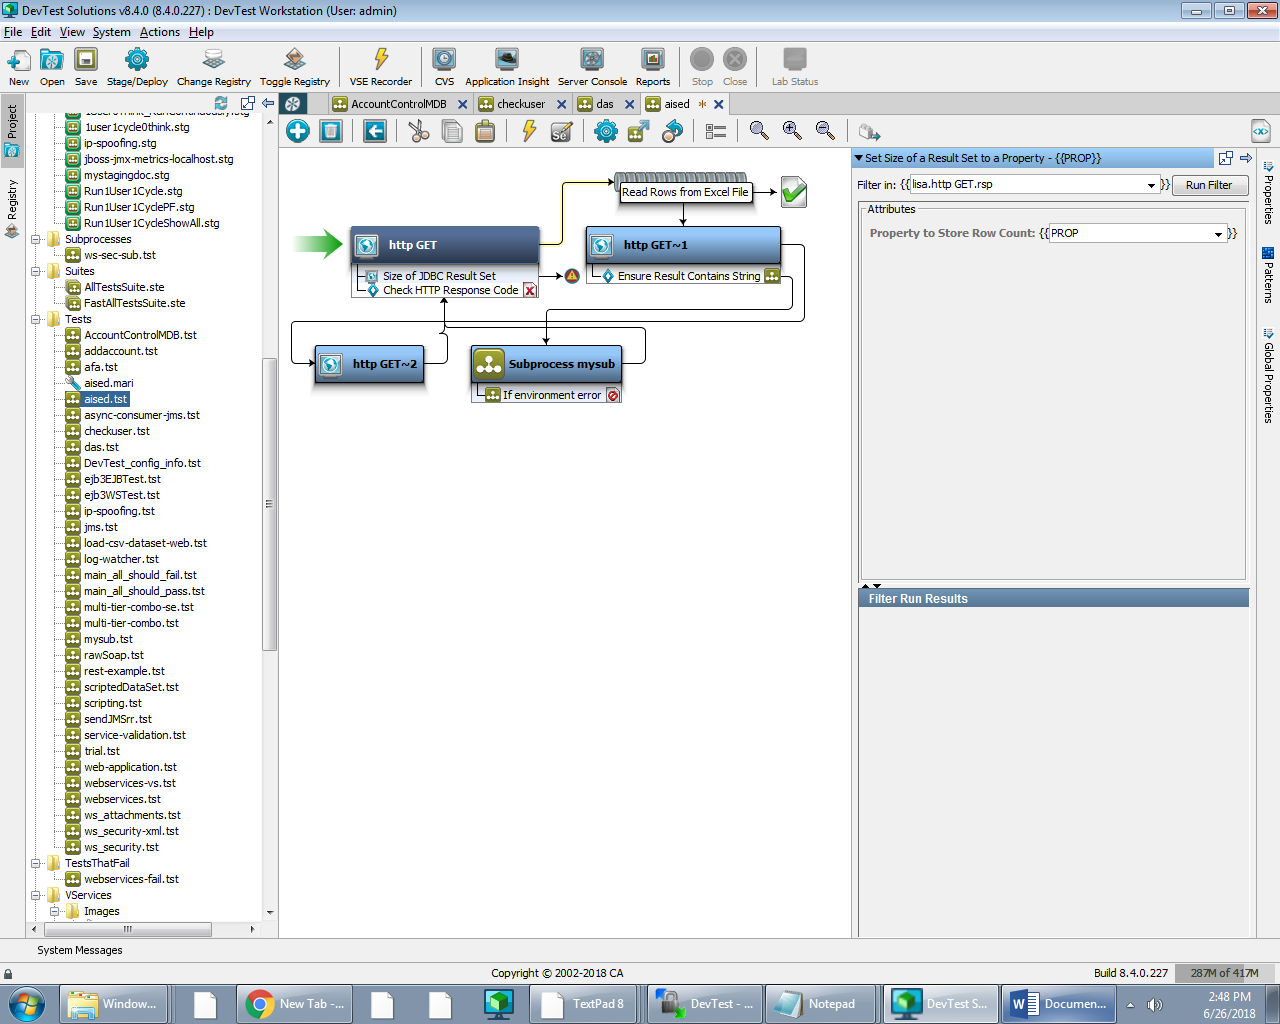 DevTest Solutions v8.4.0 (8.4.0.227) : DevTest Workstation (User: admin)
File Edit View System Actions Help
New Open Save Stage/Deploy Change Registry Toggle Registry VSE Recorder CVS Application Insight Server Console Reports Stop Close Lab Status
Project
Registry
1User0Think_RunContinuously.stg
1user1cycle0think.stg
ip-spoofing.stg
jboss-jmx-metrics-localhost.stg
mystagingdoc.stg
Run1User1Cycle.stg
Run1User1CyclePF.stg
Run1User1CycleShowAll.stg
Subprocesses
ws-sec-sub.tst
Suites
AllTestsSuite.ste
FastAllTestsSuite.ste
Tests
AccountControlMDB.tst
addaccount.tst
afa.tst
aised.mari
aised.tst
async-consumer-jms.tst
checkuser.tst
das.tst
DevTest_config_info.tst
ejb3EJBTest.tst
ejb3WSTest.tst
ip-spoofing.tst
jms.tst
load-csv-dataset-web.tst
log-watcher.tst
main_all_should_fail.tst
main_all_should_pass.tst
multi-tier-combo-se.tst
multi-tier-combo.tst
mysub.tst
rawSoap.tst
rest-example.tst
scriptedDataSet.tst
scripting.tst
sendJMSrr.tst
service-validation.tst
trial.tst
web-application.tst
webservices-vs.tst
webservices.tst
ws_attachments.tst
ws_security-xml.tst
ws_security.tst
TestsThatFail
webservices-fail.tst
VServices
Images
AccountControlMDB checkuser das aised
Read Rows from Excel File
http GET
Size of JDBC Result Set
Check HTTP Response Code
http GET~1
Ensure Result Contains String
http GET~2
Subprocess mysub
If environment error
Set Size of a Result Set to a Property - {{PROP}}
Filter in: {{lisa.http GET.rsp}} Run Filter
Attributes
Property to Store Row Count: {{PROP}}
Filter Run Results
Properties
Patterns
Global Properties
System Messages
Copyright © 2002-2018 CA
Build 8.4.0.227 287M of 417M
Window... New Tab -... TextPad 8 DevTest - ... Notepad DevTest S... Documen...
2:48 PM
6/26/2018